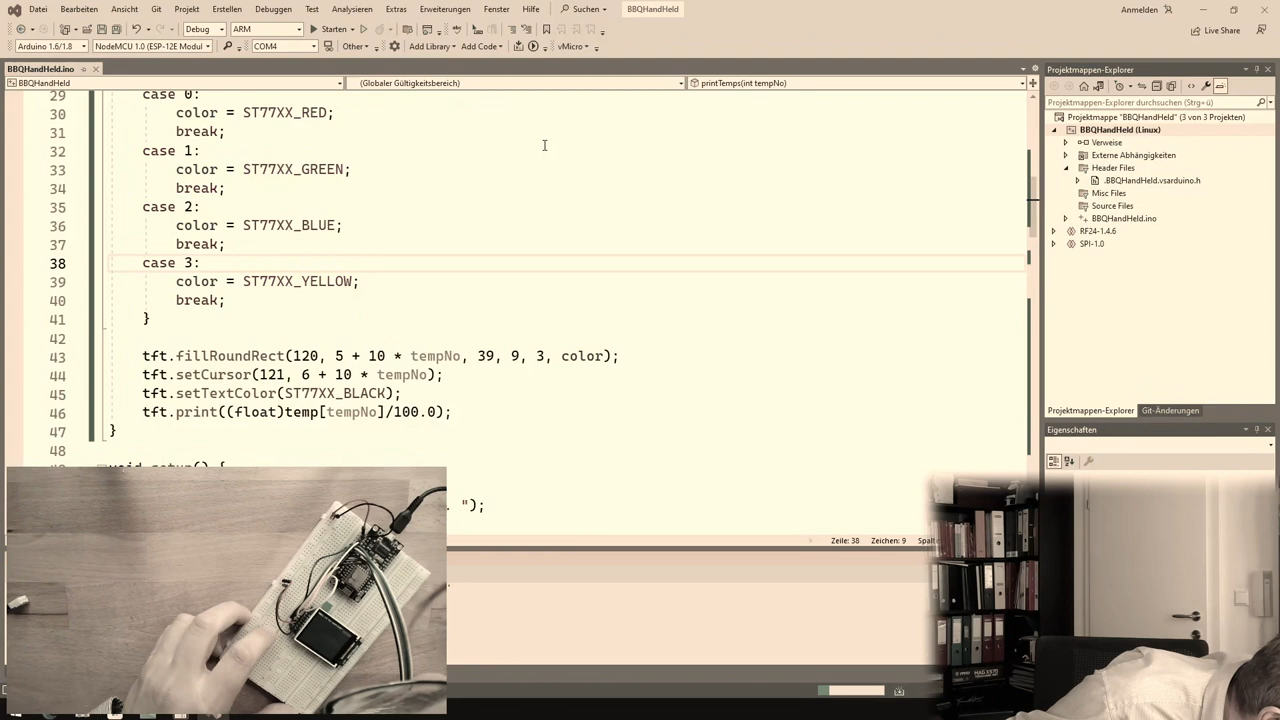 Datei Bearbeiten Ansicht Git Projekt Erstellen Debuggen Test Analysieren Extras Erweiterungen Fenster Hilfe Suchen BBQHandHeld Anmelden
Debug ARM Starten Live Share
Arduino 1.6/1.8 NodeMCU 1.0 (ESP-12E Modul) COM4 Other Add Library Add Code vMicro
BBQHandHeld.ino
BBQHandHeld (Globaler Gültigkeitsbereich) printTemps(int tempNo)
29 case 0:
30 color = ST77XX_RED;
31 break;
32 case 1:
33 color = ST77XX_GREEN;
34 break;
35 case 2:
36 color = ST77XX_BLUE;
37 break;
38 case 3:
39 color = ST77XX_YELLOW;
40 break;
41 }
42
43 tft.fillRoundRect(120, 5 + 10 * tempNo, 39, 9, 3, color);
44 tft.setCursor(121, 6 + 10 * tempNo);
45 tft.setTextColor(ST77XX_BLACK);
46 tft.print((float)temp[tempNo]/100.0);
47 }
48
. ");
Zeile: 38 Zeichen: 9
Projektmappen-Explorer
Projektmappen-Explorer durchsuchen (Strg+ü)
Projektmappe "BBQHandHeld" (3 von 3 Projekten)
BBQHandHeld (Linux)
Verweise
Externe Abhängigkeiten
Header Files
.BBQHandHeld.vsarduino.h
Misc Files
Source Files
BBQHandHeld.ino
RF24-1.4.6
SPI-1.0
Projektmappen-Explorer Git-Änderungen
Eigenschaften